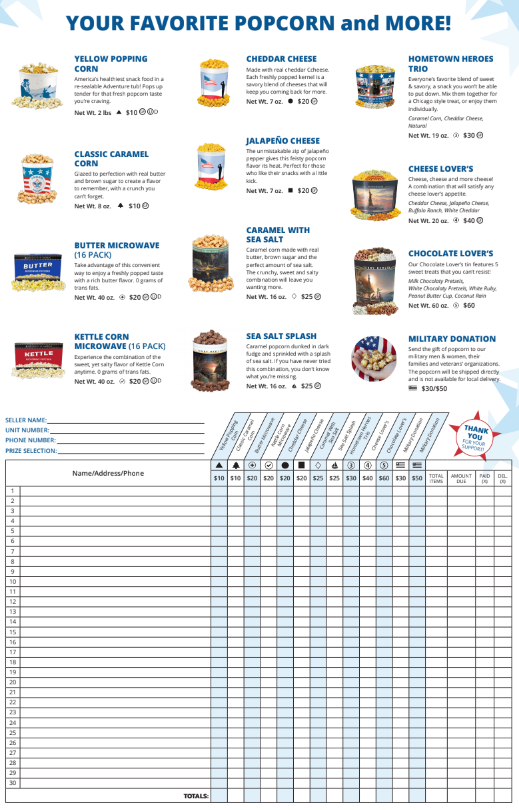 YOUR FAVORITE POPCORN and MORE!
YELLOW POPPING
CORN
America's healthiest snack food in a
re-sealable Adventure tub! Pops up
tender for that fresh popcorn taste
you're craving.
Net Wt. 2 lbs $10
CLASSIC CARAMEL
CORN
Glazed to perfection with real butter
and brown sugar to create a flavor
to remember, with a crunch you
can't forget.
Net Wt. 8 oz. $10
BUTTER MICROWAVE
(16 PACK)
Take advantage of this convenient
way to enjoy a freshly popped taste
with a rich butter flavor. 0 grams of
trans fats.
Net Wt. 40 oz. $20
KETTLE CORN
MICROWAVE (16 PACK)
Experience the combination of the
sweet, yet salty flavor of Kettle Corn
anytime. 0 grams of trans fats.
Net Wt. 40 oz. $20
BUTTER
KETTLE
CHEDDAR CHEESE
Made with real cheddar Ccheese.
Each freshly popped kernel is a
savory blend of cheeses that will
keep you coming back for more.
Net Wt. 7 oz. $20
JALAPEÑO CHEESE
The unmistakable zip of jalapeño
pepper gives this feisty popcorn
flavor its heat. Perfect for those
who like their snacks with a little
kick.
Net Wt. 7 oz. $20
CARAMEL WITH
SEA SALT
Caramel corn made with real
butter, brown sugar and the
perfect amount of sea salt.
The crunchy, sweet and salty
combination will leave you
wanting more.
Net Wt. 16 oz. $25
SEA SALT SPLASH
Caramel popcorn dunked in dark
fudge and sprinkled with a splash
of sea salt. If you have never tried
this combination, you don't know
what you're missing.
Net Wt. 16 oz. $25
HOMETOWN HEROES
TRIO
Everyone's favorite blend of sweet
& savory, a snack you won't be able
to put down. Mix them together for
a Chicago style treat, or enjoy them
individually.
Caramel Corn, Cheddar Cheese,
Natural
Net Wt. 19 oz. $30
CHEESE LOVER'S
Cheese, cheese and more cheese!
A combination that will satisfy any
cheese lover's appetite.
Cheddar Cheese, Jalapeño Cheese,
Buffalo Ranch, White Cheddar
Net Wt. 20 oz. $40
CHOCOLATE LOVER'S
Our Chocolate Lover's tin features 5
sweet treats that you can't resist!
Milk Chocolaty Pretzels,
White Chocolaty Pretzels, White Ruby,
Peanut Butter Cup, Coconut Rein
Net Wt. 60 oz. $60
MILITARY DONATION
Send the gift of popcorn to our
military men & women, their
families and veterans' organizations.
The popcorn will be shipped directly
and is not available for local delivery.
$30/$50
SELLER NAME:
UNIT NUMBER:
PHONE NUMBER:
PRIZE SELECTION:
Yellow Popping Corn
Classic Caramel Corn
Butter Microwave
Kettle Corn Microwave
Cheddar Cheese
Jalapeño Cheese
Caramel With Sea Salt
Sea Salt Splash
Hometown Heroes Trio
Cheese Lover's
Chocolate Lover's
Military Donation
Military Donation
THANK
YOU
FOR YOUR
SUPPORT!
Name/Address/Phone
$10 $10 $20 $20 $20 $20 $25 $25 $30 $40 $60 $30 $50 TOTAL ITEMS AMOUNT DUE PAID (X) DEL. (X)
1
2
3
4
5
6
7
8
9
10
11
12
13
14
15
16
17
18
19
20
21
22
23
24
25
26
27
28
29
30
TOTALS: